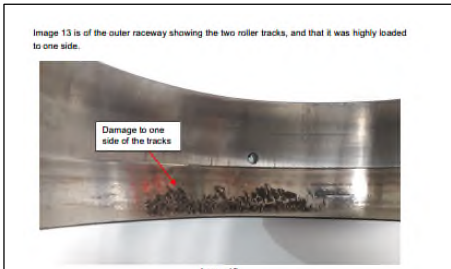 Image 13 is of the outer raceway showing the two roller tracks, and that it was highly loaded
to one side.
Damage to one
side of the tracks